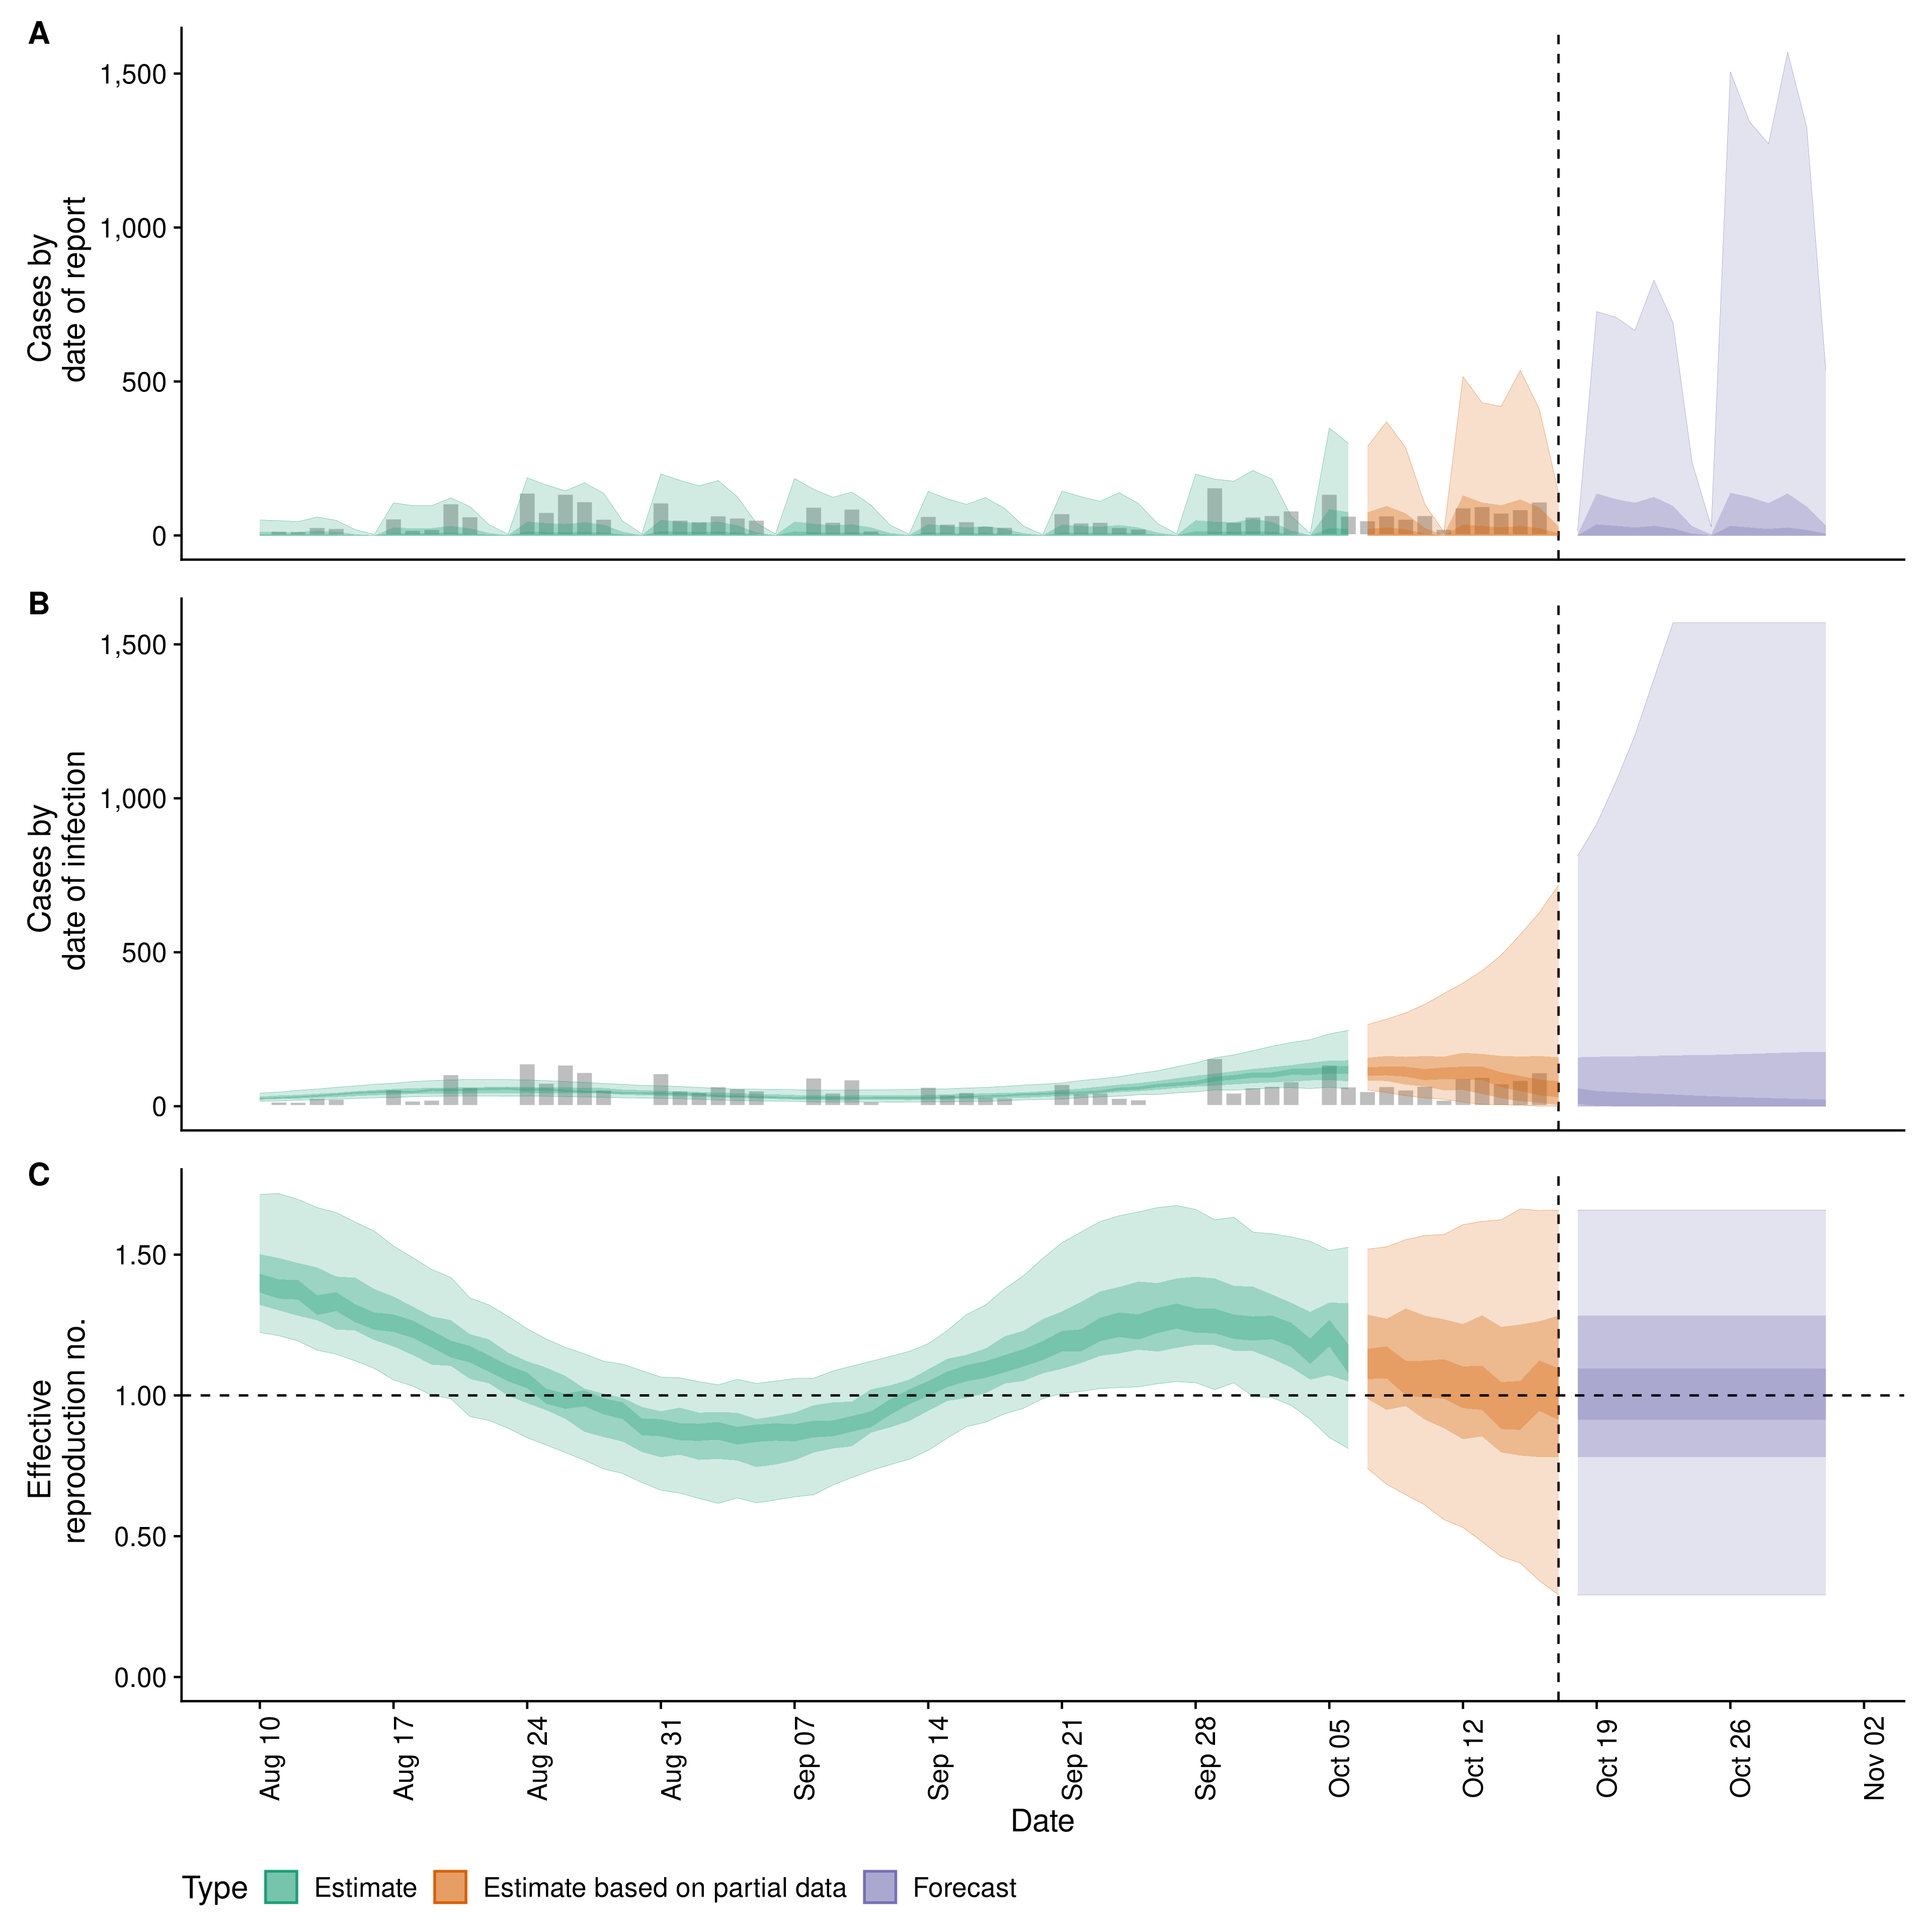 A
Cases by
date of report
1,500
1,000
500
0
B
Cases by
date of infection
1,500
1,000
500
0
C
Effective
reproduction no.
1.50
1.00
0.50
0.00
Aug 10
Aug 17
Aug 24
Aug 31
Sep 07
Sep 14
Sep 21
Sep 28
Oct 05
Oct 12
Oct 19
Oct 26
Nov 02
Date
Type Estimate Estimate based on partial data Forecast